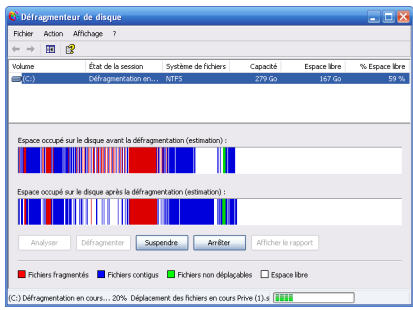 Défragmenteur de disque
Fichier Action Affichage ?
Volume État de la session Système de fichiers Capacité Espace libre % Espace libre
(C:) Défragmentation en... NTFS 279 Go 167 Go 59 %
Espace occupé sur le disque avant la défragmentation (estimation) :
Espace occupé sur le disque après la défragmentation (estimation) :
Analyser Défragmenter Suspendre Arrêter Afficher le rapport
Fichiers fragmentés Fichiers contigus Fichiers non déplaçables Espace libre
(C:) Défragmentation en cours... 20% Déplacement des fichiers en cours Prive (1).s